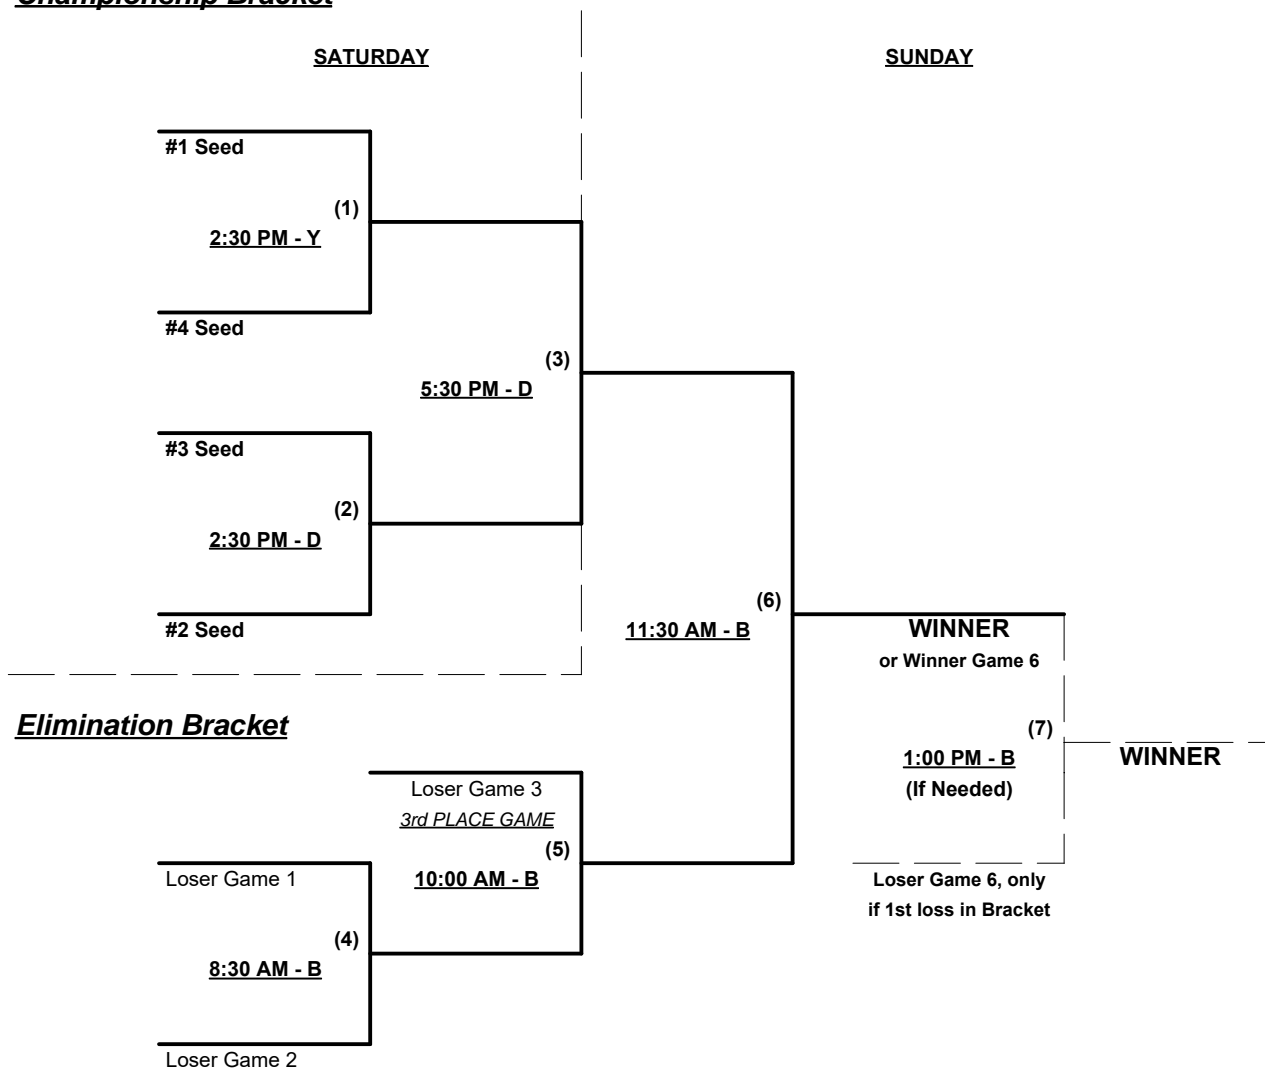 Championship Bracket
SATURDAY
SUNDAY
#1 Seed
(1)
2:30 PM - Y
#4 Seed
(3)
5:30 PM - D
#3 Seed
(2)
2:30 PM - D
#2 Seed
(6)
11:30 AM - B
WINNER
or Winner Game 6
Elimination Bracket
(7)
1:00 PM - B
(If Needed)
WINNER
Loser Game 3
3rd PLACE GAME
(5)
10:00 AM - B
Loser Game 1
Loser Game 6, only
if 1st loss in Bracket
(4)
8:30 AM - B
Loser Game 2